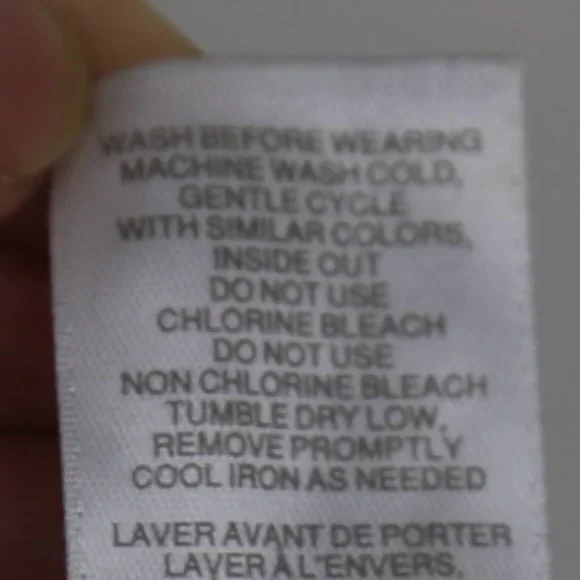 WASH BEFORE WEARING
MACHINE WASH COLD,
GENTLE CYCLE
WITH SIMILAR COLORS,
INSIDE OUT
DO NOT USE
CHLORINE BLEACH
DO NOT USE
NON CHLORINE BLEACH
TUMBLE DRY LOW,
REMOVE PROMPTLY
COOL IRON AS NEEDED
LAVER AVANT DE PORTER
LAVER À L'ENVERS,